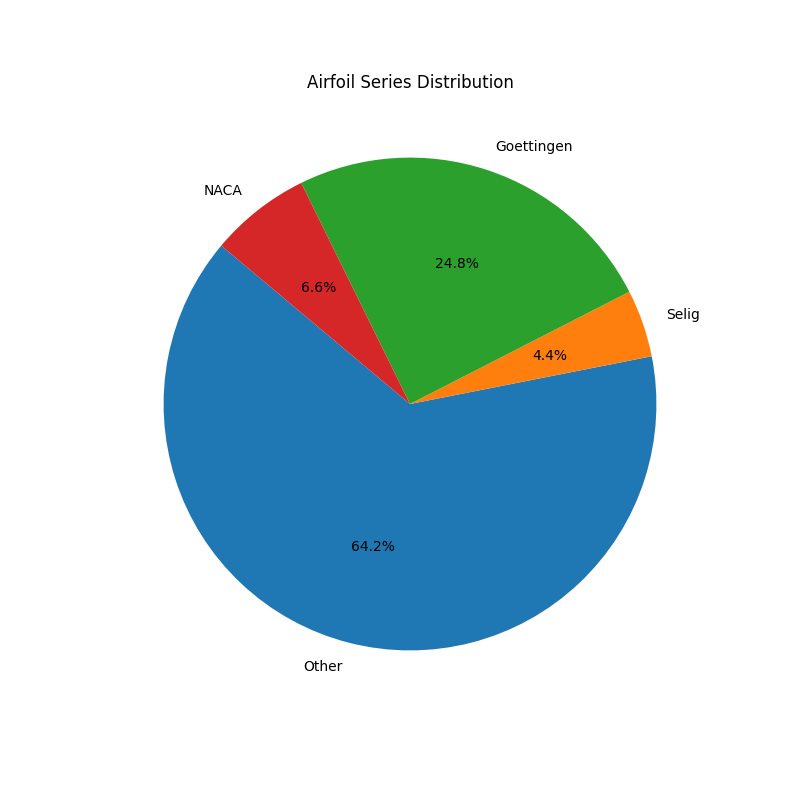 Airfoil Series Distribution
Goettingen
NACA
24.8%
6.6%
Selig
4.4%
64.2%
Other